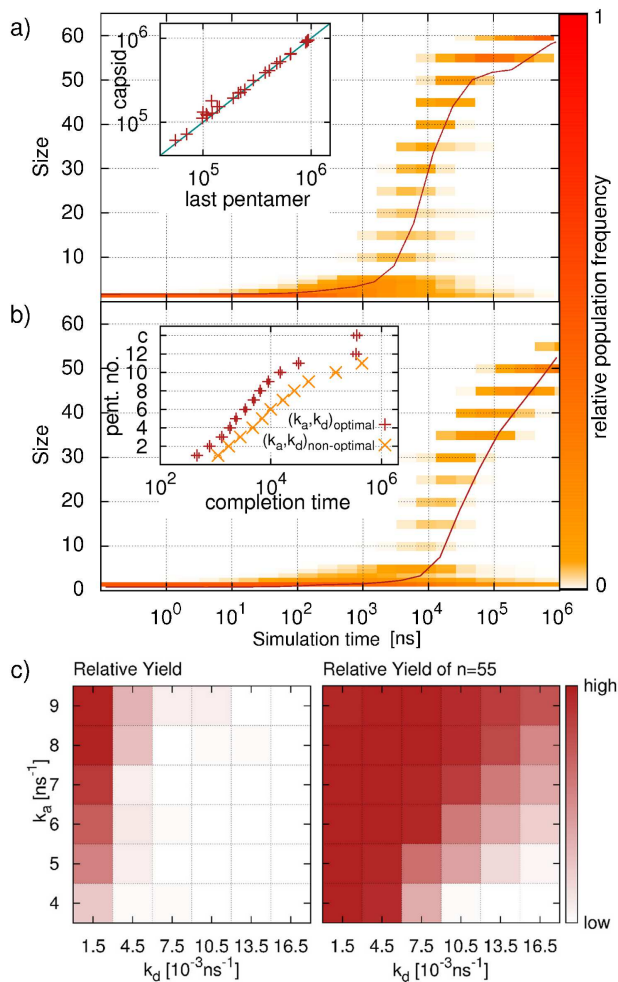 a)
60
50
40
30
20
10
Size
capsid
10^6
10^5
10^5
10^6
last pentamer
b)
60
50
40
30
20
10
0
Size
pent. no.
c
12
10
8
6
4
2
(k_a,k_d)optimal
(k_a,k_d)non-optimal
10^2
10^4
10^6
completion time
10^0
10^1
10^2
10^3
10^4
10^5
10^6
Simulation time [ns]
1
0
relative population frequency
c)
Relative Yield
Relative Yield of n=55
9
8
7
6
5
4
k_a [ns^-1]
1.5 4.5 7.5 10.5 13.5 16.5
k_d [10^-3ns^-1]
1.5 4.5 7.5 10.5 13.5 16.5
k_d [10^-3ns^-1]
high
low